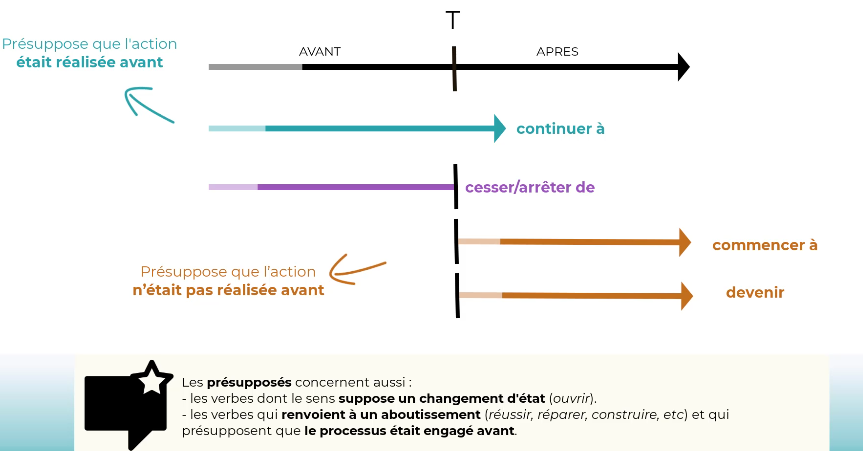 T
Présuppose que l'action
était réalisée avant
AVANT
APRES
continuer à
cesser/arrêter de
commencer à
Présuppose que l’action
n’était pas réalisée avant
devenir
Les présupposés concernent aussi :
- les verbes dont le sens suppose un changement d'état (ouvrir).
- les verbes qui renvoient à un aboutissement (réussir, réparer, construire, etc) et qui
présupposent que le processus était engagé avant.